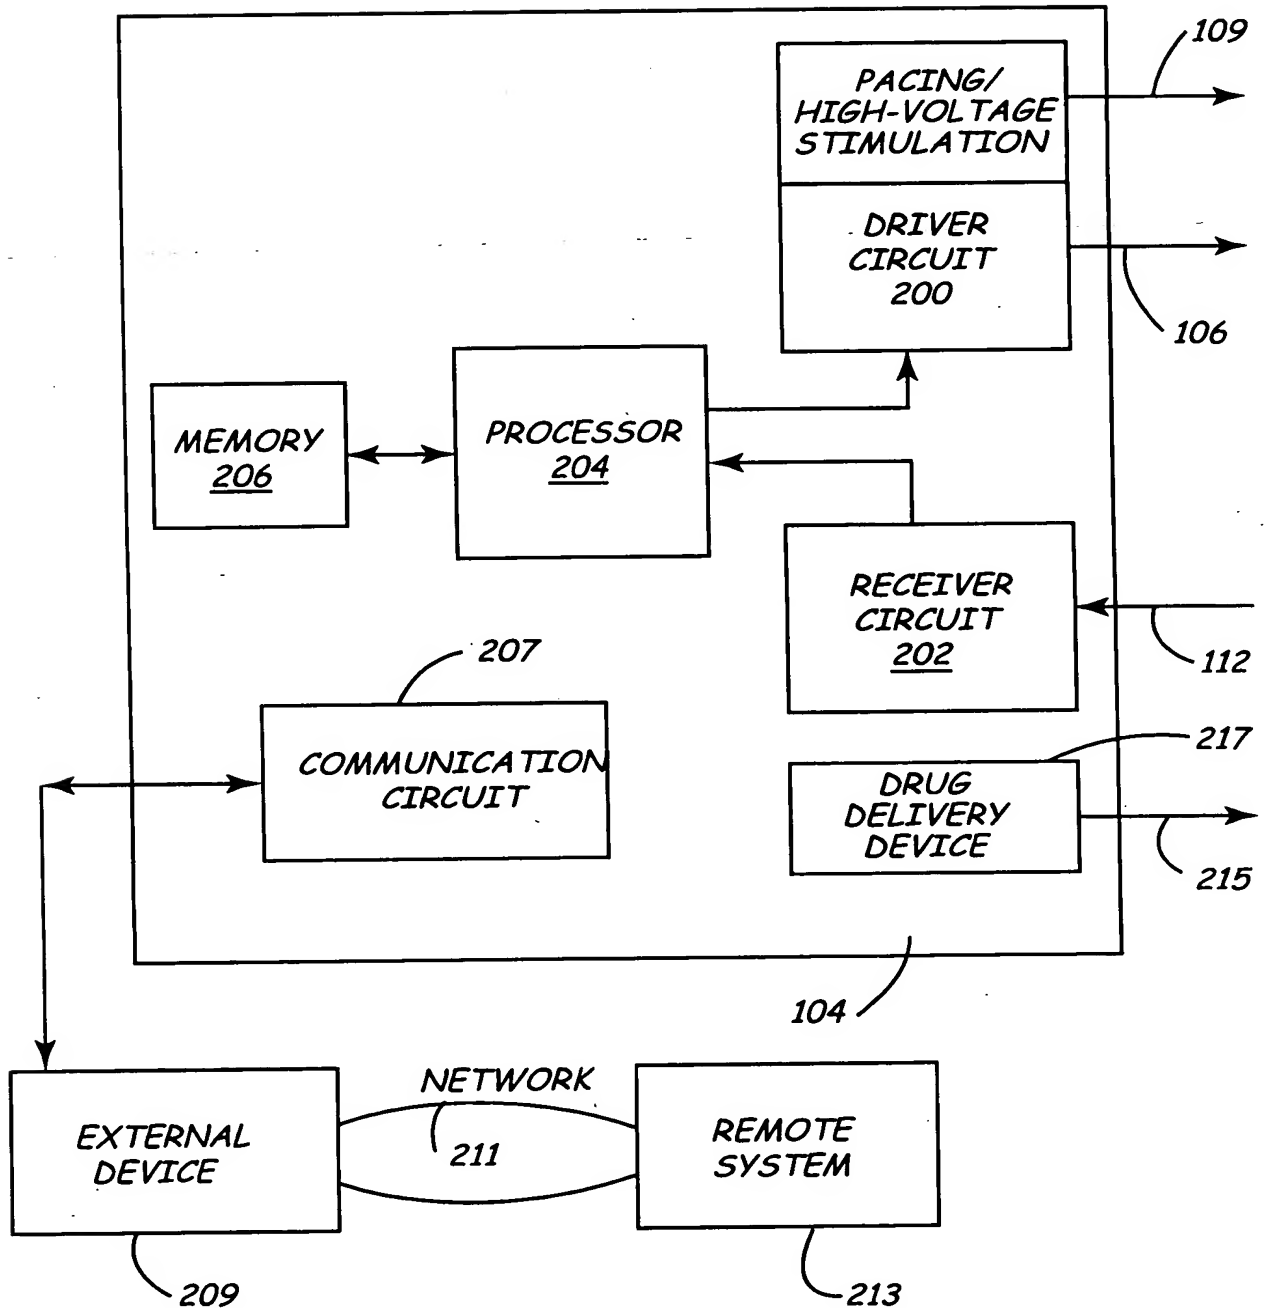 109
PACING/
HIGH-VOLTAGE
STIMULATION
DRIVER
CIRCUIT
200
106
MEMORY
206
PROCESSOR
204
RECEIVER
CIRCUIT
202
112
207
COMMUNICATION
CIRCUIT
217
DRUG
DELIVERY
DEVICE
215
104
NETWORK
211
EXTERNAL
DEVICE
REMOTE
SYSTEM
209
213